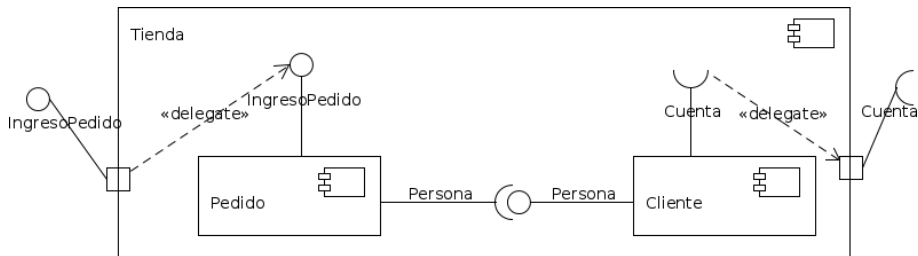 Tienda
IngresoPedido
«delegate»
IngresoPedido
Cuenta
«delegate»
Cuenta
Pedido
Persona
Persona
Cliente